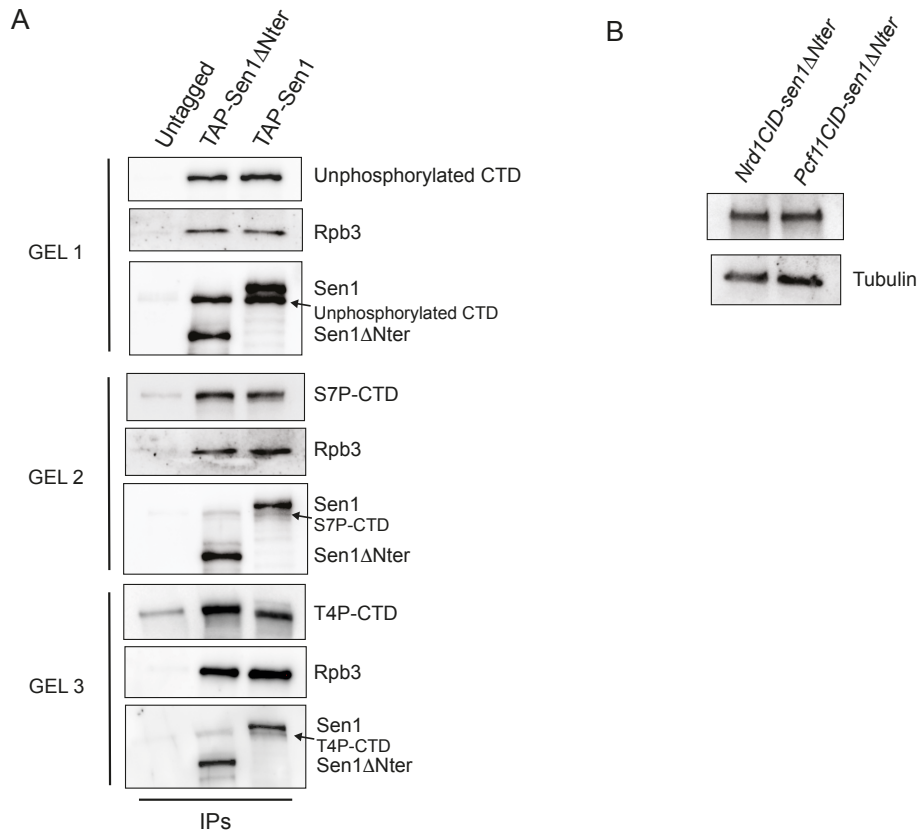 A
B
Untagged
TAP-Sen1ΔNter
TAP-Sen1
Nrd1CID-sen1ΔNter
Pcf11CID-sen1ΔNter
GEL 1
Unphosphorylated CTD
Rpb3
Sen1
Unphosphorylated CTD
Sen1ΔNter
Tubulin
GEL 2
S7P-CTD
Rpb3
Sen1
S7P-CTD
Sen1ΔNter
GEL 3
T4P-CTD
Rpb3
Sen1
T4P-CTD
Sen1ΔNter
IPs